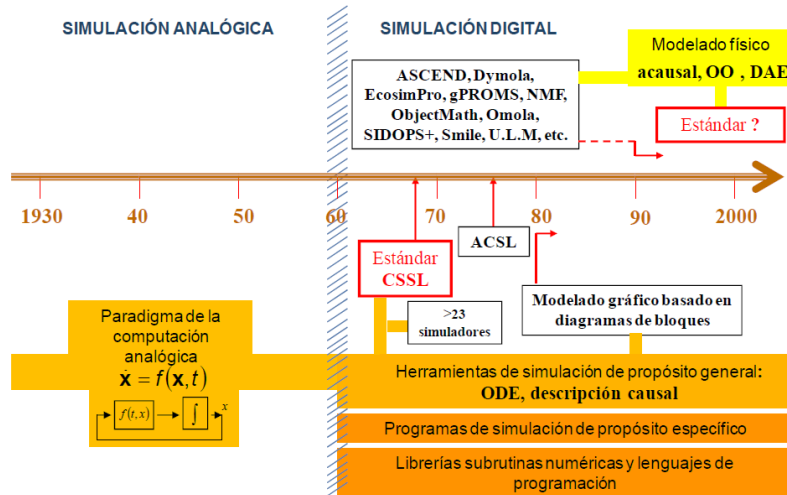 SIMULACIÓN ANALÓGICA
SIMULACIÓN DIGITAL
Modelado físico
acausal, OO , DAE
ASCEND, Dymola,
EcosimPro, gPROMS, NMF,
ObjectMath, Omola,
SIDOPS+, Smile, U.L.M, etc.
Estándar ?
1930 40 50 60 70 80 90 2000
Estándar
CSSL
ACSL
>23
simuladores
Modelado gráfico basado en
diagramas de bloques
Paradigma de la
computación
analógica
ẋ = f(x,t)
f(t,x) ∫ x
Herramientas de simulación de propósito general:
ODE, descripción causal
Programas de simulación de propósito específico
Librerías subrutinas numéricas y lenguajes de
programación